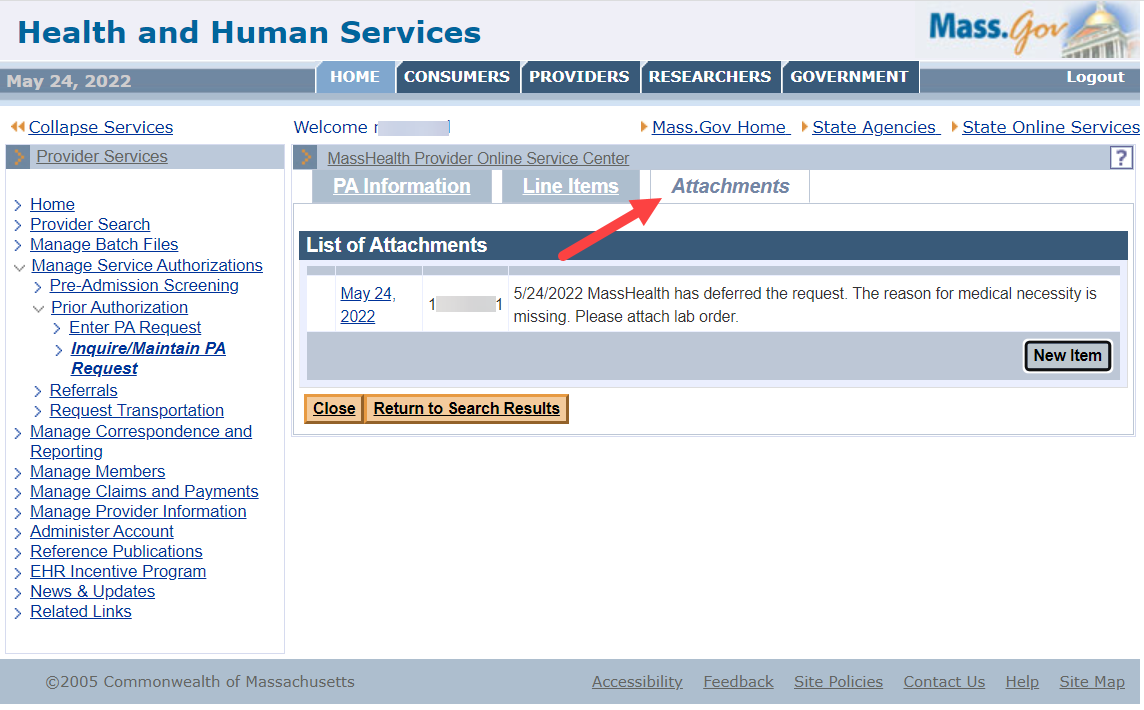 Health and Human Services
Mass.Gov
May 24, 2022
HOME
CONSUMERS
PROVIDERS
RESEARCHERS
GOVERNMENT
Logout
Collapse Services
Welcome
Mass.Gov Home
State Agencies
State Online Services
Provider Services
Home
Provider Search
Manage Batch Files
Manage Service Authorizations
Pre-Admission Screening
Prior Authorization
Enter PA Request
Inquire/Maintain PA
Request
Referrals
Request Transportation
Manage Correspondence and
Reporting
Manage Members
Manage Claims and Payments
Manage Provider Information
Administer Account
Reference Publications
EHR Incentive Program
News & Updates
Related Links
MassHealth Provider Online Service Center
?
PA Information
Line Items
Attachments
List of Attachments
May 24,
2022
1 1
5/24/2022 MassHealth has deferred the request. The reason for medical necessity is
missing. Please attach lab order.
New Item
Close
Return to Search Results
©2005 Commonwealth of Massachusetts
Accessibility
Feedback
Site Policies
Contact Us
Help
Site Map